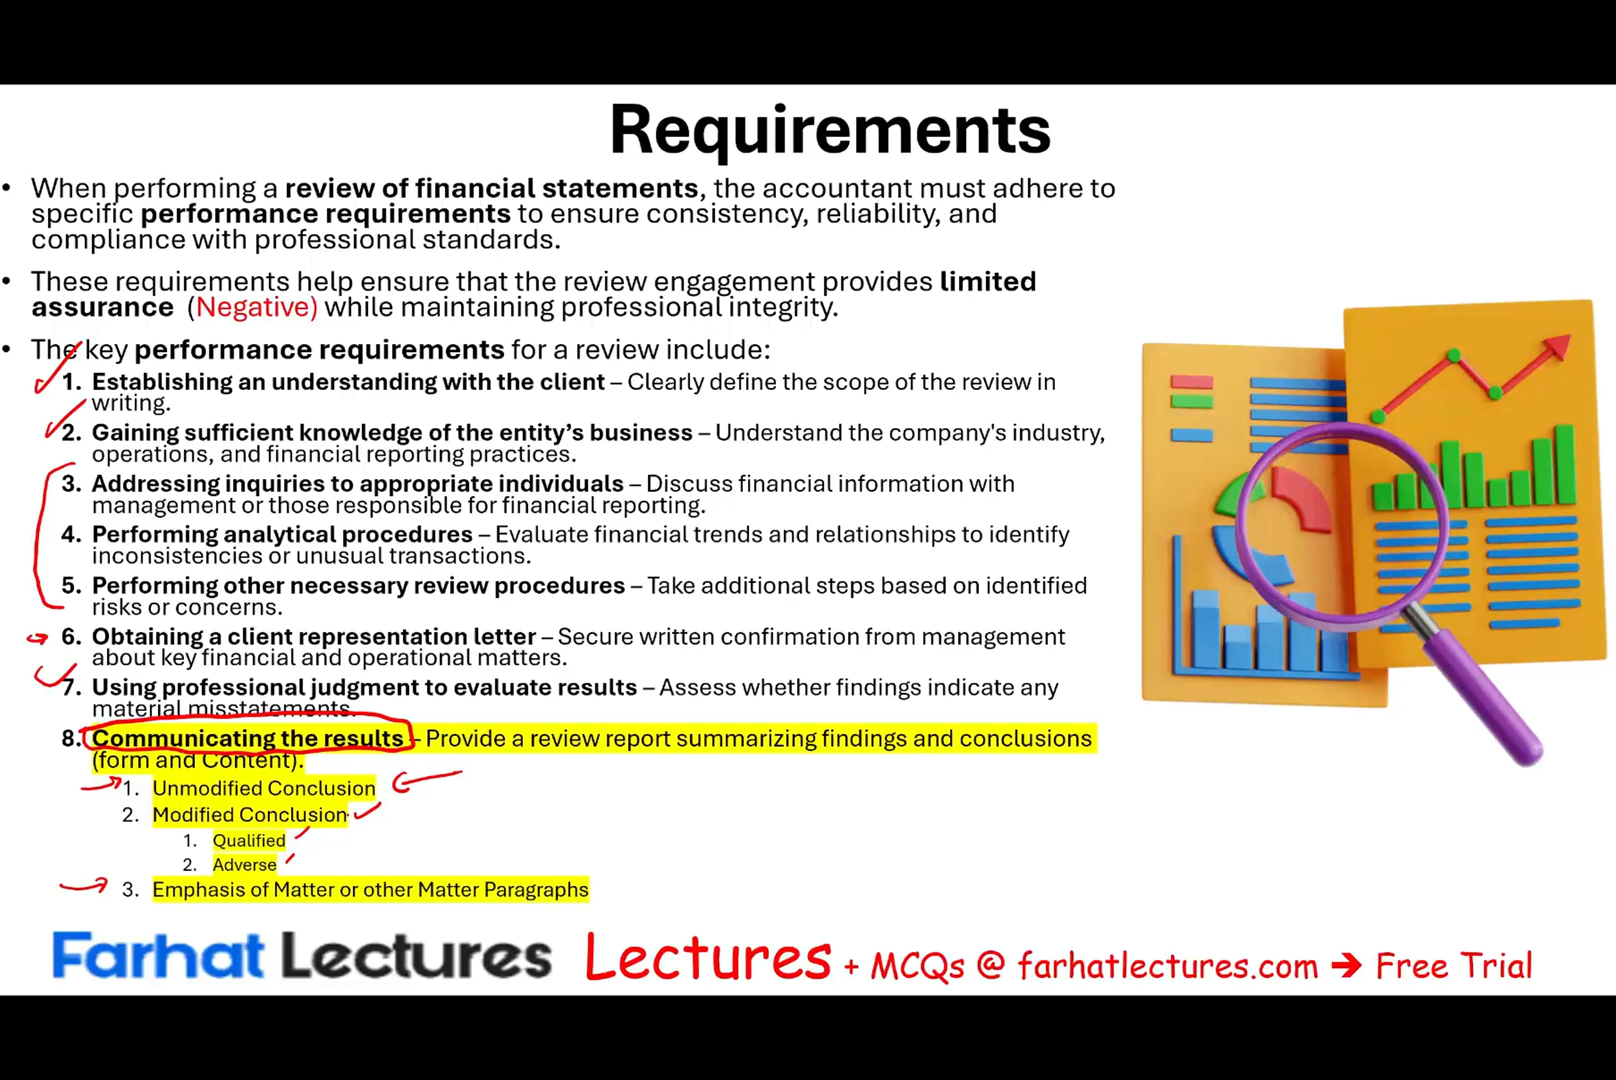 Requirements
• When performing a review of financial statements, the accountant must adhere to
specific performance requirements to ensure consistency, reliability, and
compliance with professional standards.
• These requirements help ensure that the review engagement provides limited
assurance (Negative) while maintaining professional integrity.
• The key performance requirements for a review include:
1. Establishing an understanding with the client – Clearly define the scope of the review in
writing.
2. Gaining sufficient knowledge of the entity's business – Understand the company's industry,
operations, and financial reporting practices.
3. Addressing inquiries to appropriate individuals – Discuss financial information with
management or those responsible for financial reporting.
4. Performing analytical procedures – Evaluate financial trends and relationships to identify
inconsistencies or unusual transactions.
5. Performing other necessary review procedures – Take additional steps based on identified
risks or concerns.
6. Obtaining a client representation letter – Secure written confirmation from management
about key financial and operational matters.
7. Using professional judgment to evaluate results – Assess whether findings indicate any
material misstatements.
8. Communicating the results – Provide a review report summarizing findings and conclusions
(form and Content).
1. Unmodified Conclusion
2. Modified Conclusion
1. Qualified
2. Adverse
3. Emphasis of Matter or other Matter Paragraphs
Farhat Lectures Lectures + MCQs @ farhatlectures.com → Free Trial